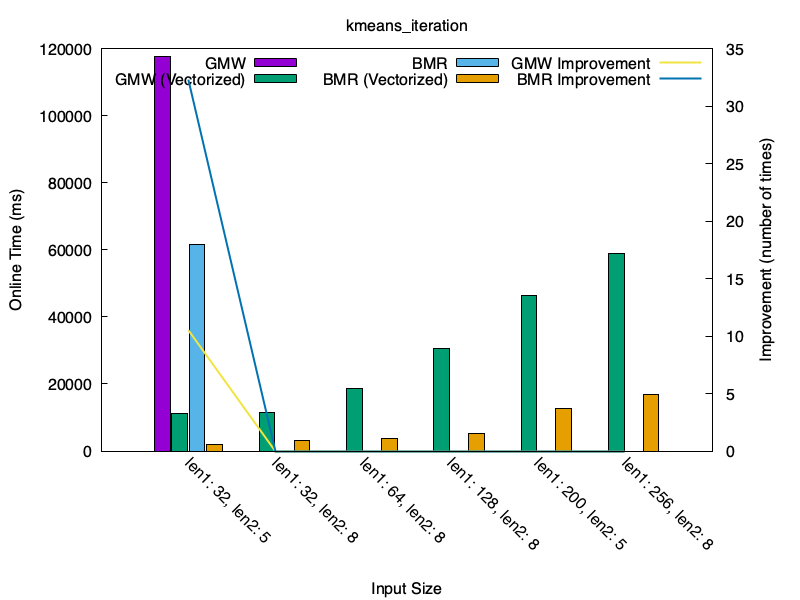 kmeans_iteration
GMW
GMW (Vectorized)
BMR
BMR (Vectorized)
GMW Improvement
BMR Improvement
Online Time (ms)
120000
100000
80000
60000
40000
20000
0
Improvement (number of times)
35
30
25
20
15
10
5
0
len1: 32, len2: 5
len1: 32, len2: 8
len1: 64, len2: 8
len1: 128, len2: 8
len1: 200, len2: 5
len1: 256, len2: 8
Input Size